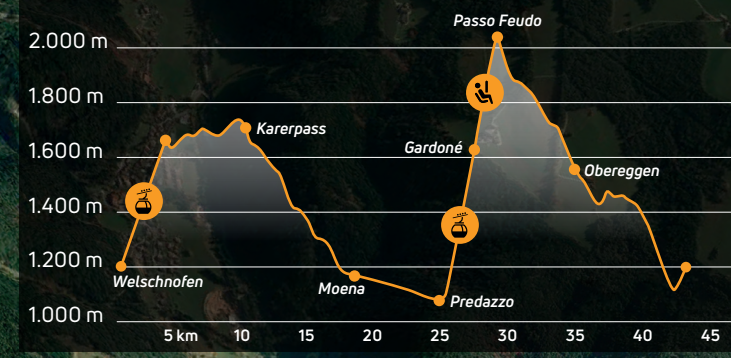 Passo Feudo
2.000 m
1.800 m
Karerpass
Gardoné
1.600 m
Obereggen
1.400 m
1.200 m
Welschnofen
Moena
Predazzo
1.000 m
5 km 10 15 20 25 30 35 40 45